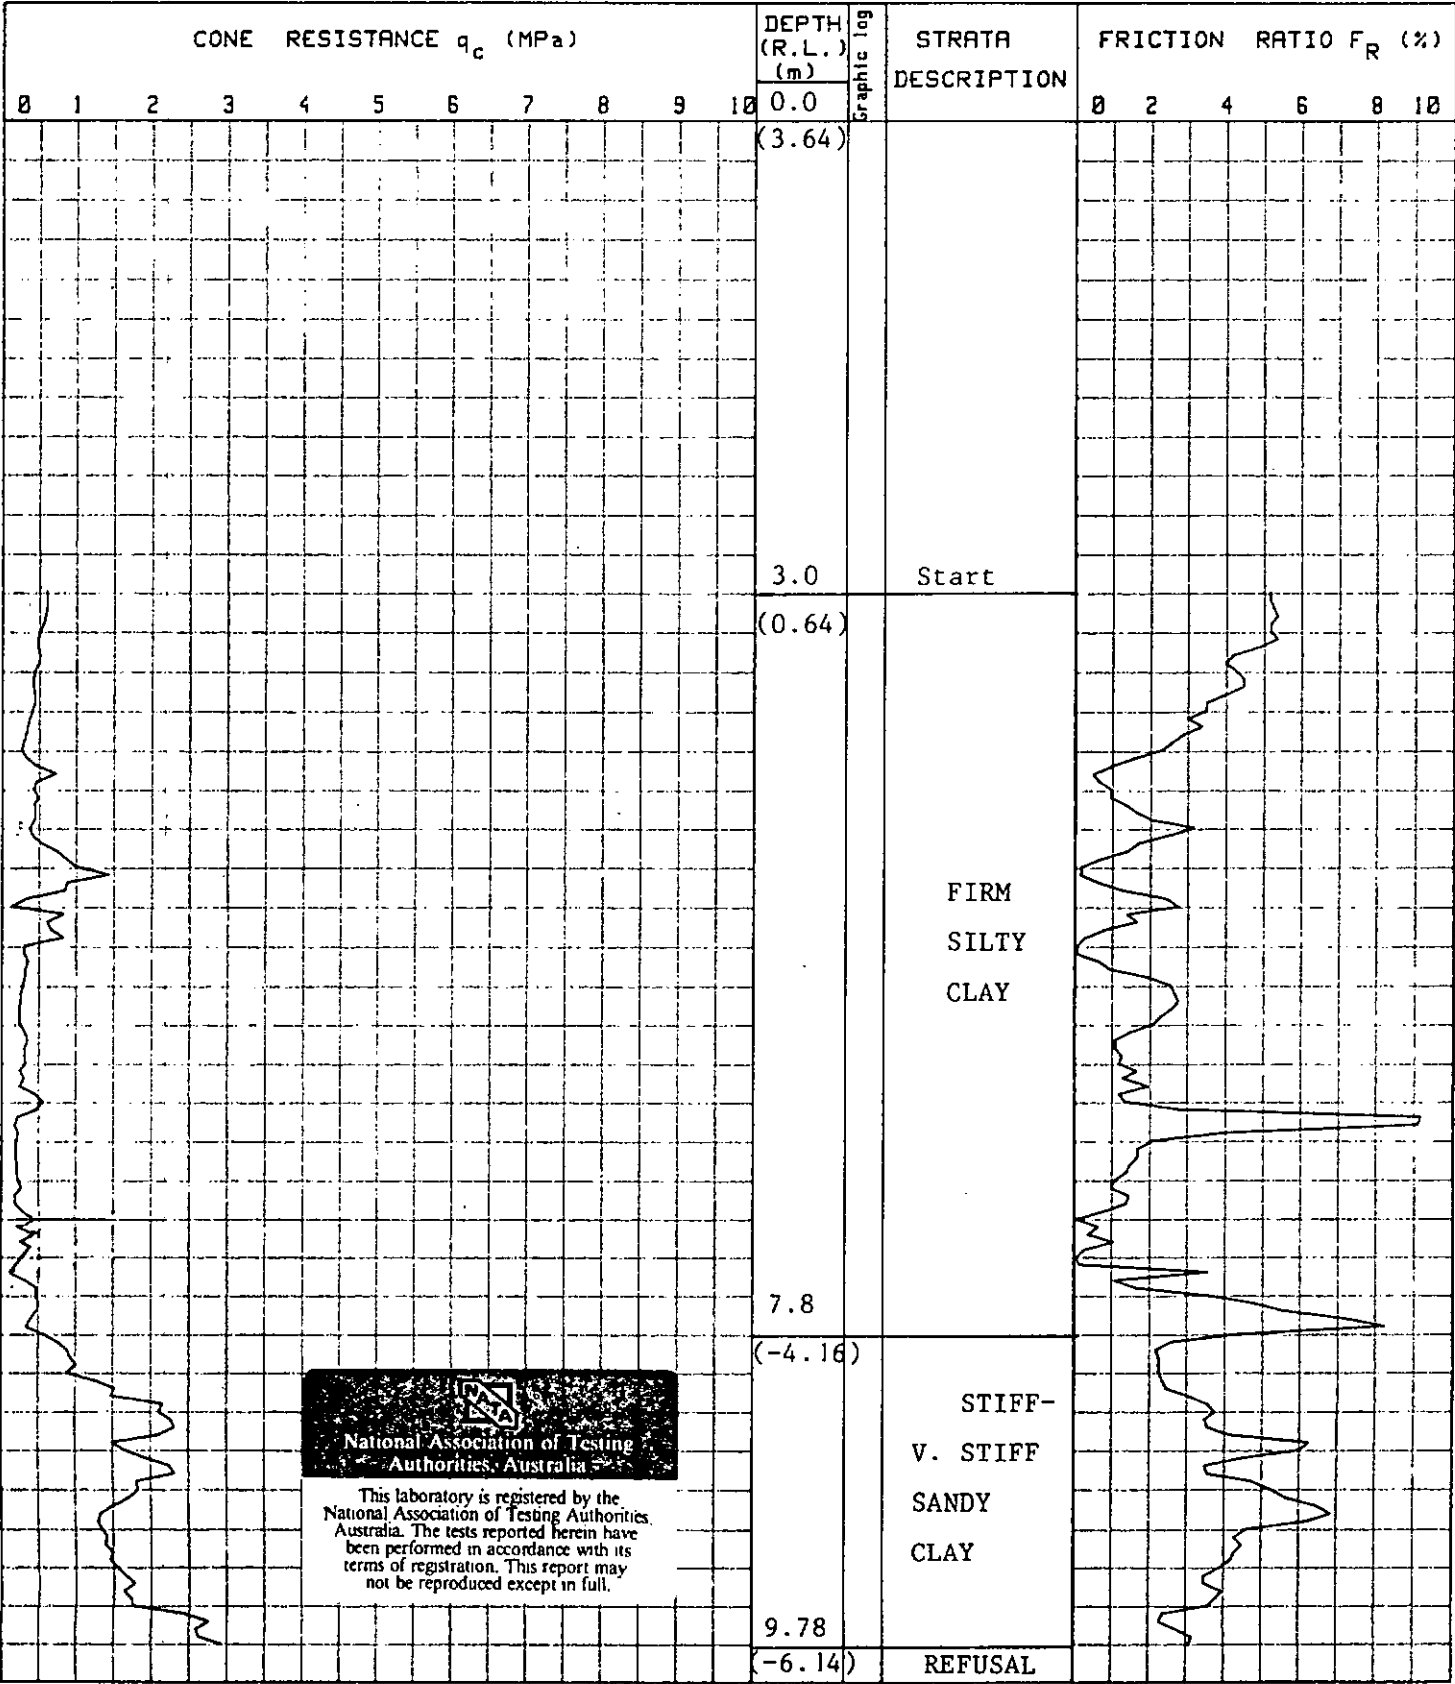 CONE RESISTANCE qc (MPa)
DEPTH
(R.L.)
(m)
Graphic log
STRATA
DESCRIPTION
FRICTION RATIO FR (%)
0 1 2 3 4 5 6 7 8 9 10
0.0
0 2 4 6 8 10
(3.64)
3.0
Start
(0.64)
FIRM
SILTY
CLAY
7.8
(-4.16)
STIFF-
V. STIFF
SANDY
CLAY
NATA
National Association of Testing
Authorities, Australia
This laboratory is registered by the
National Association of Testing Authorities,
Australia. The tests reported herein have
been performed in accordance with its
terms of registration. This report may
not be reproduced except in full.
9.78
(-6.14)
REFUSAL